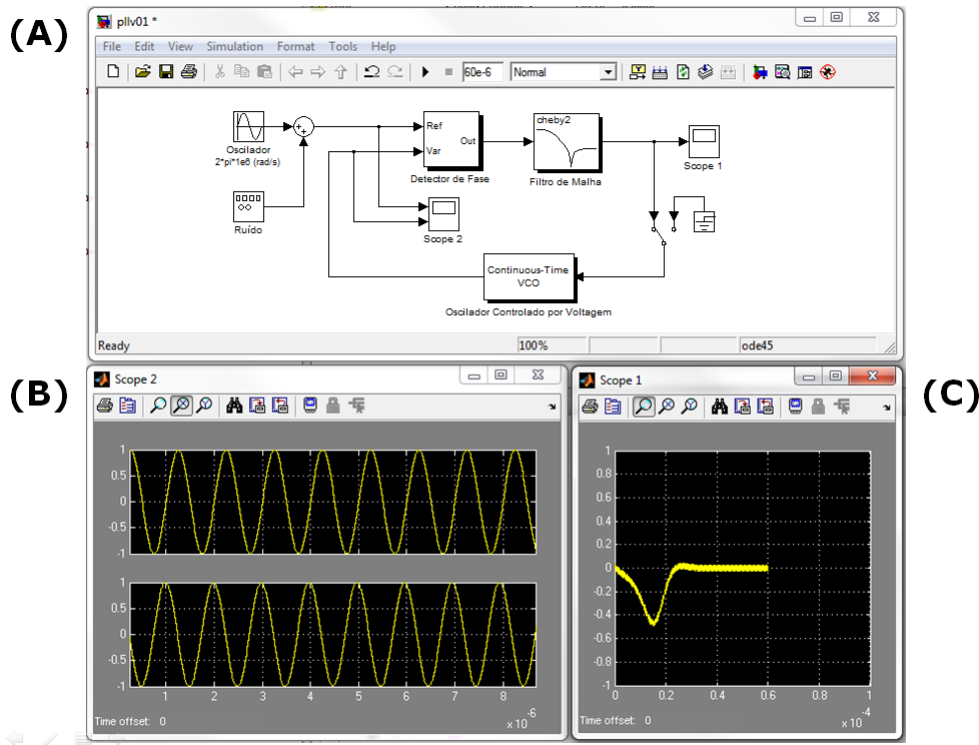 (A)
pllv01 *
File Edit View Simulation Format Tools Help
60e-6 Normal
cheby2
Ref
Out
Var
Oscilador
2*pi*1e6 (rad/s)
Detector de Fase
Filtro de Malha
Scope 1
Ruído
Scope 2
Continuous-Time
VCO
Oscilador Controlado por Voltagem
Ready 100% ode45
(B)
Scope 2
1
0.5
0
-0.5
-1
1
0.5
0
-0.5
-1
1 2 3 4 5 6 7 8
Time offset: 0
x 10^-6
(C)
Scope 1
1
0.8
0.6
0.4
0.2
0
-0.2
-0.4
-0.6
-0.8
-1
0 0.2 0.4 0.6 0.8 1
Time offset: 0
x 10^-4